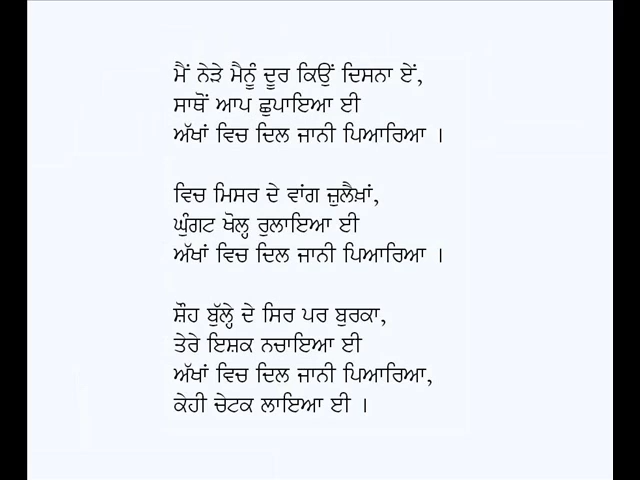 ਮੈਂ ਨੇੜੇ ਮੈਨੂੰ ਦੂਰ ਕਿਉਂ ਦਿਸਨਾ ਏਂ,
ਸਾਥੋਂ ਆਪ ਛੁਪਾਇਆ ਈ
ਅੱਖਾਂ ਵਿਚ ਦਿਲ ਜਾਨੀ ਪਿਆਰਿਆ ।
ਵਿਚ ਮਿਸਰ ਦੇ ਵਾਂਗ ਜ਼ੁਲੈਖ਼ਾਂ,
ਘੁੰਗਟ ਖੋਲ੍ਹ ਰੁਲਾਇਆ ਈ
ਅੱਖਾਂ ਵਿਚ ਦਿਲ ਜਾਨੀ ਪਿਆਰਿਆ ।
ਸ਼ੌਹ ਬੁੱਲ੍ਹੇ ਦੇ ਸਿਰ ਪਰ ਬੁਰਕਾ,
ਤੇਰੇ ਇਸ਼ਕ ਨਚਾਇਆ ਈ
ਅੱਖਾਂ ਵਿਚ ਦਿਲ ਜਾਨੀ ਪਿਆਰਿਆ,
ਕੇਹੀ ਚੇਟਕ ਲਾਇਆ ਈ ।